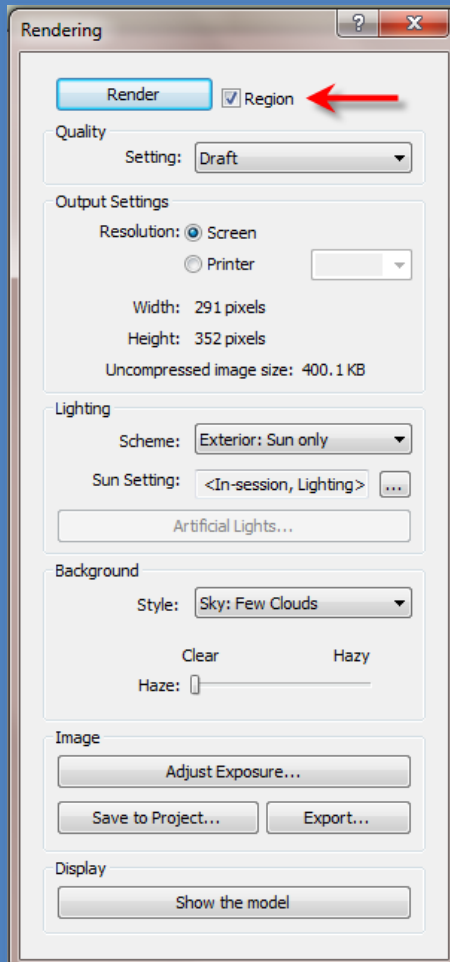 Rendering
Render Region
Quality
Setting: Draft
Output Settings
Resolution: Screen
Printer
Width: 291 pixels
Height: 352 pixels
Uncompressed image size: 400.1 KB
Lighting
Scheme: Exterior: Sun only
Sun Setting: <In-session, Lighting> ...
Artificial Lights...
Background
Style: Sky: Few Clouds
Clear Hazy
Haze:
Image
Adjust Exposure...
Save to Project... Export...
Display
Show the model